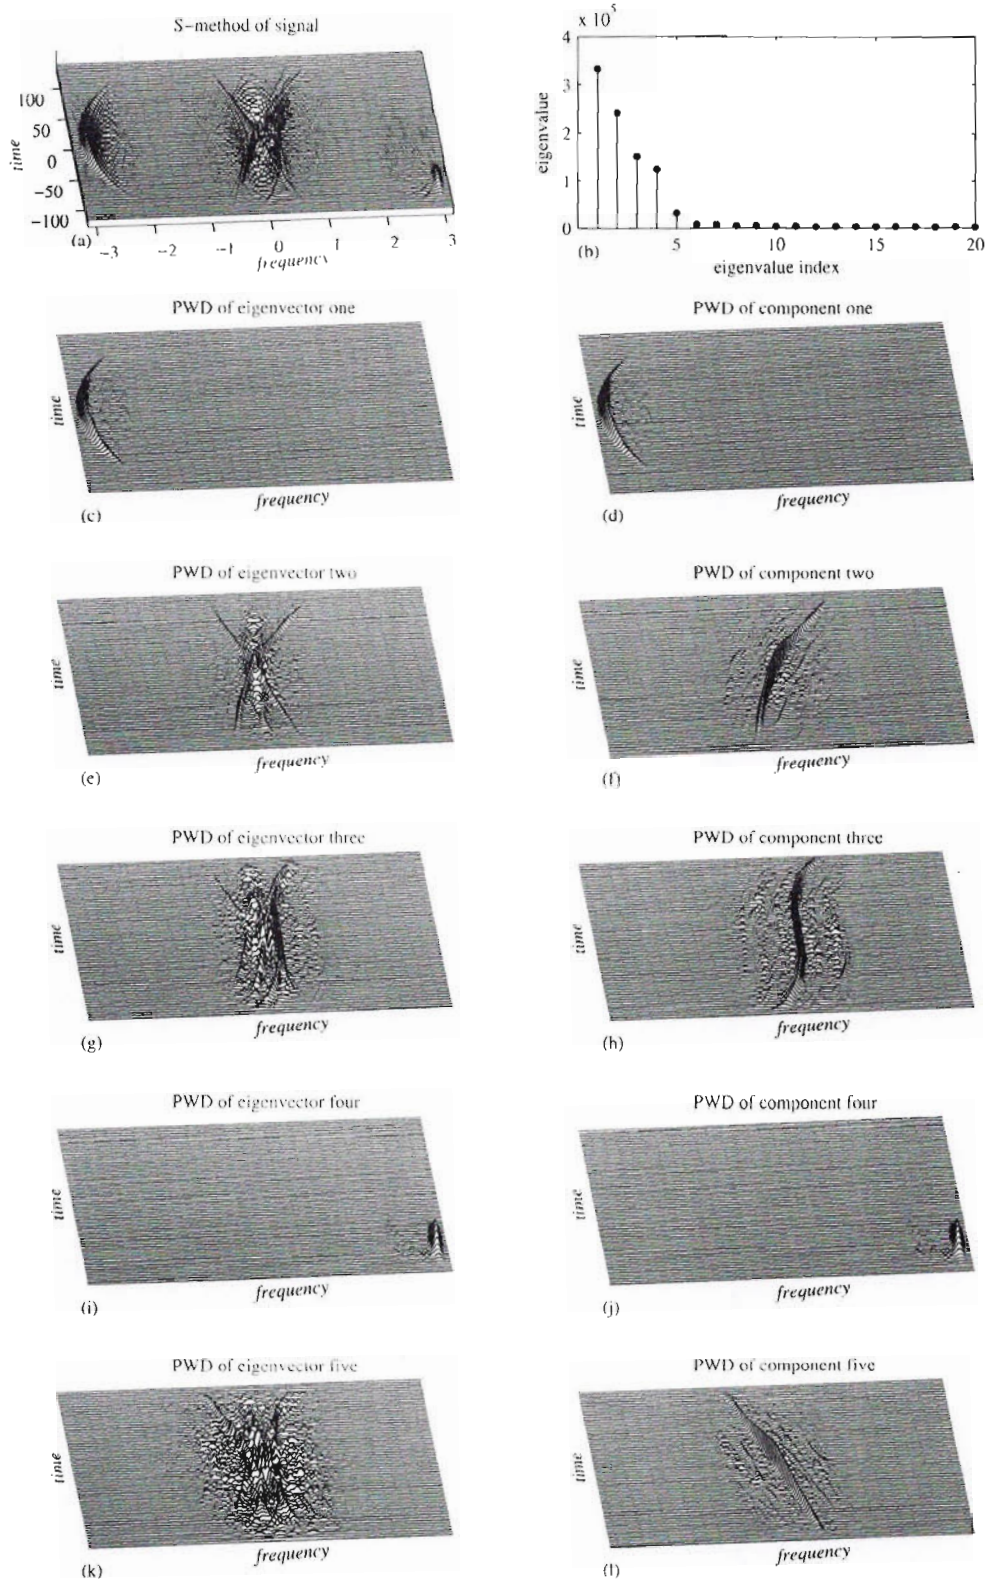 S-method of signal
time
100
50
0
-50
-100
-3
-2
-1
0
1
2
3
frequency
(a)
x 10^5
4
3
2
1
0
eigenvalue
5
10
15
20
eigenvalue index
(b)
PWD of eigenvector one
time
frequency
(c)
PWD of component one
time
frequency
(d)
PWD of eigenvector two
time
frequency
(e)
PWD of component two
time
frequency
(f)
PWD of eigenvector three
time
frequency
(g)
PWD of component three
time
frequency
(h)
PWD of eigenvector four
time
frequency
(i)
PWD of component four
time
frequency
(j)
PWD of eigenvector five
time
frequency
(k)
PWD of component five
time
frequency
(l)